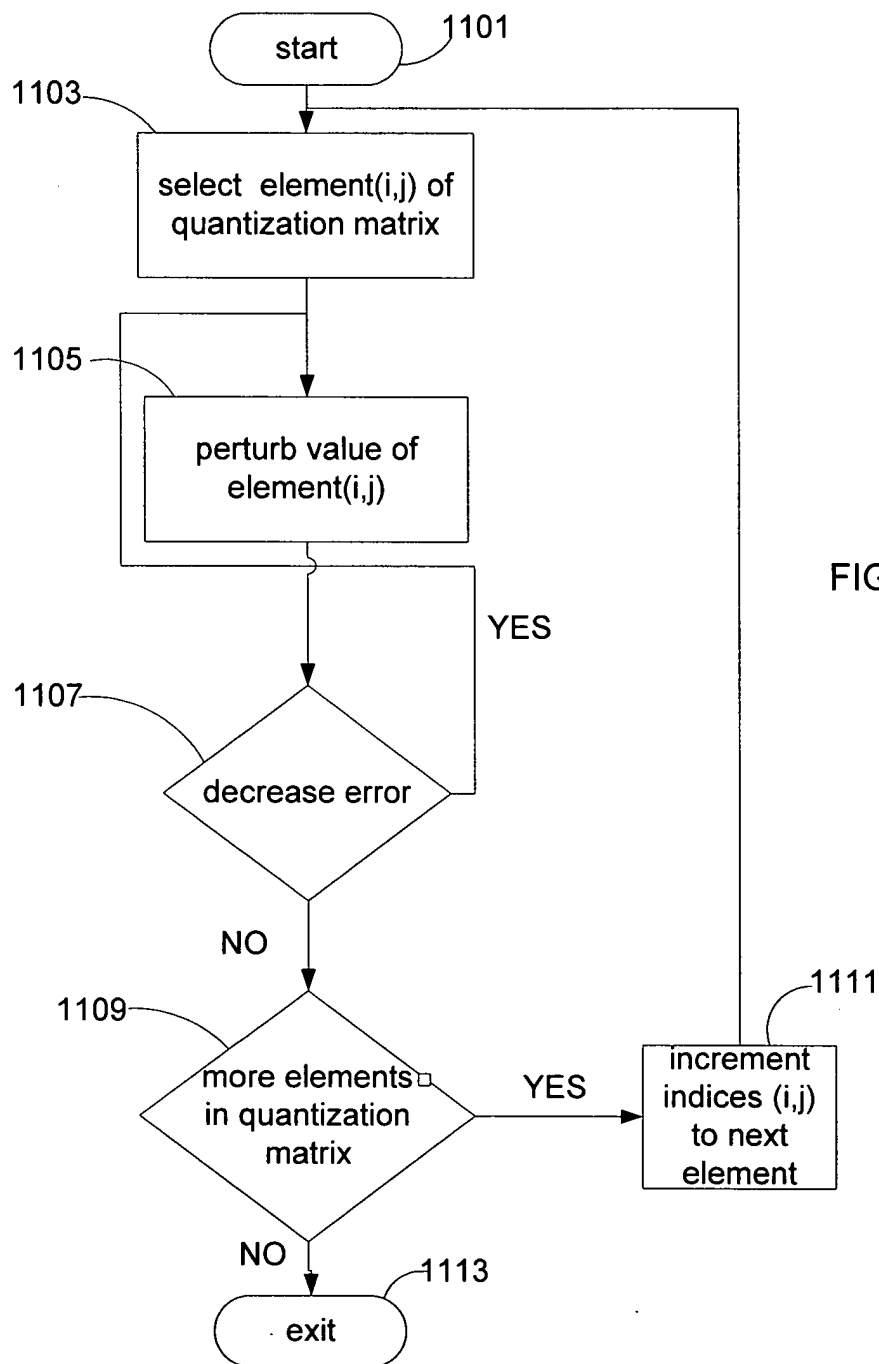 start
1101
1103
select element(i,j) of
quantization matrix
1105
perturb value of
element(i,j)
FIG
YES
1107
decrease error
NO
1109
more elements
in quantization
matrix
YES
1111
increment
indices (i,j)
to next
element
NO
1113
exit